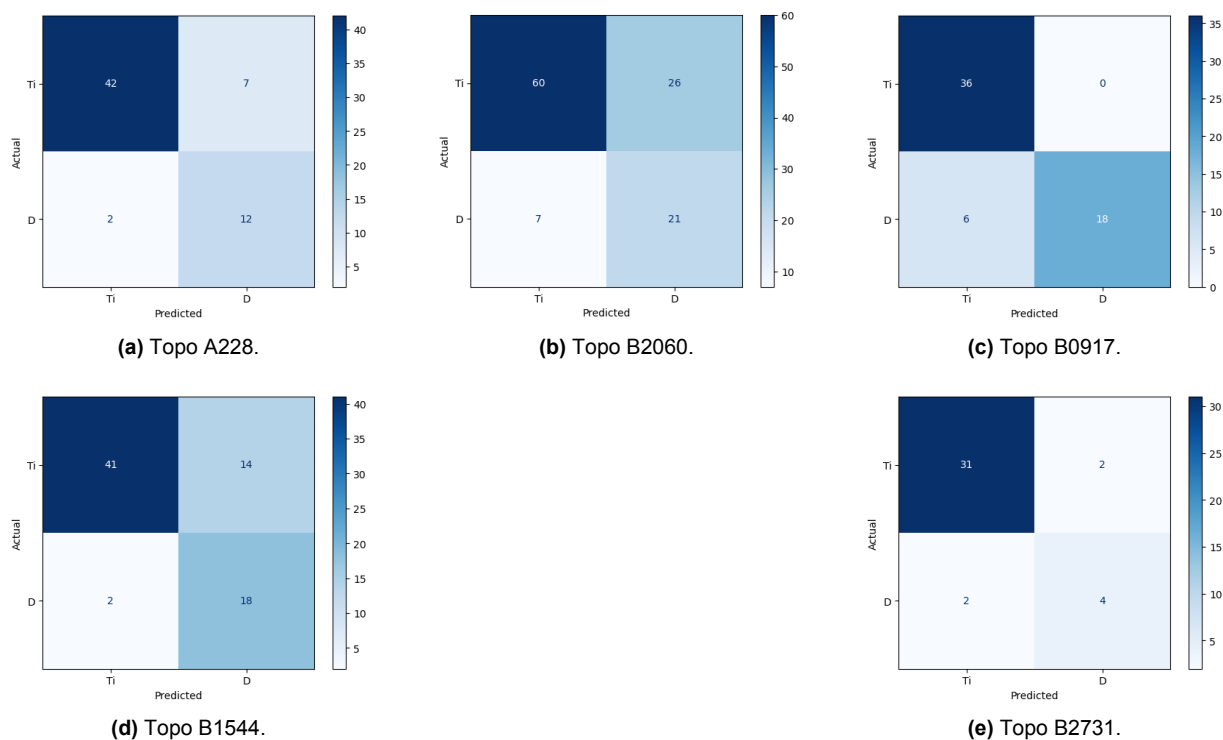 Actual
Ti
D
42
7
2
12
Ti
D
Predicted
40
35
30
25
20
15
10
5
(a) Topo A228.
Actual
Ti
D
60
26
7
21
Ti
D
Predicted
60
50
40
30
20
10
(b) Topo B2060.
Actual
Ti
D
36
0
6
18
Ti
D
Predicted
35
30
25
20
15
10
5
0
(c) Topo B0917.
Actual
Ti
D
41
14
2
18
Ti
D
Predicted
40
35
30
25
20
15
10
5
(d) Topo B1544.
Actual
Ti
D
31
2
2
4
Ti
D
Predicted
30
25
20
15
10
5
(e) Topo B2731.